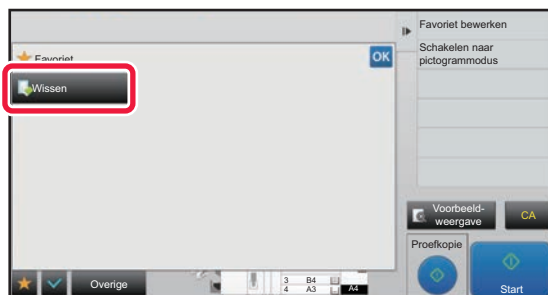 Favoriet bewerken
Schakelen naar
pictogrammodus
Favoriet
OK
Wissen
Voorbeeld-
weergave
CA
Proefkopie
Start
Overige
3 B4
4 A3
A4